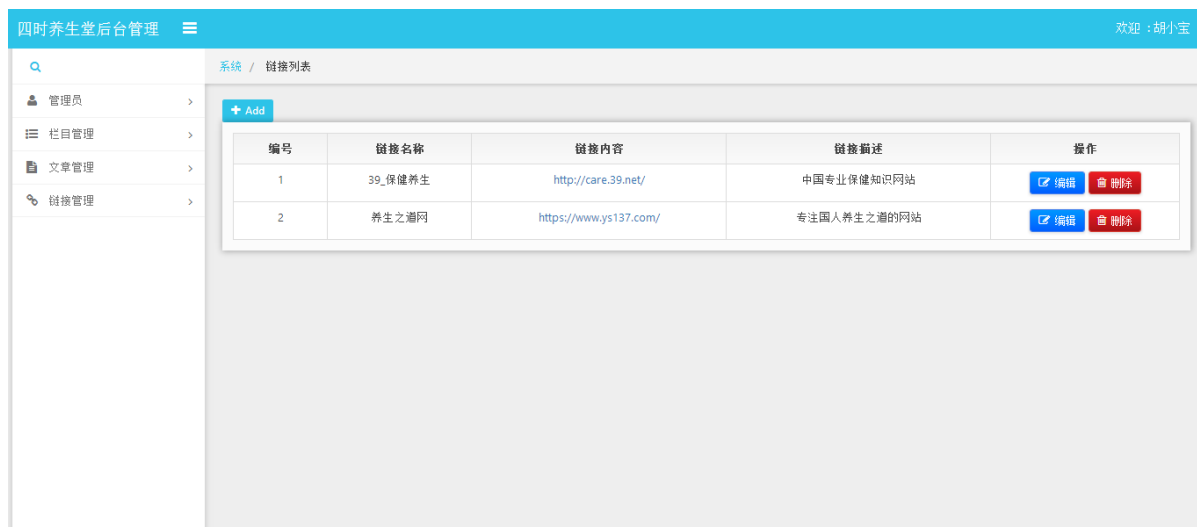 四时养生堂后台管理 欢迎 :胡小宝
系统 / 链接列表
管理员
栏目管理
文章管理
链接管理
Add
编号 链接名称 链接内容 链接描述 操作
1 39_保健养生 http://care.39.net/ 中国专业保健知识网站 编辑 删除
2 养生之道网 https://www.ys137.com/ 专注国人养生之道的网站 编辑 删除